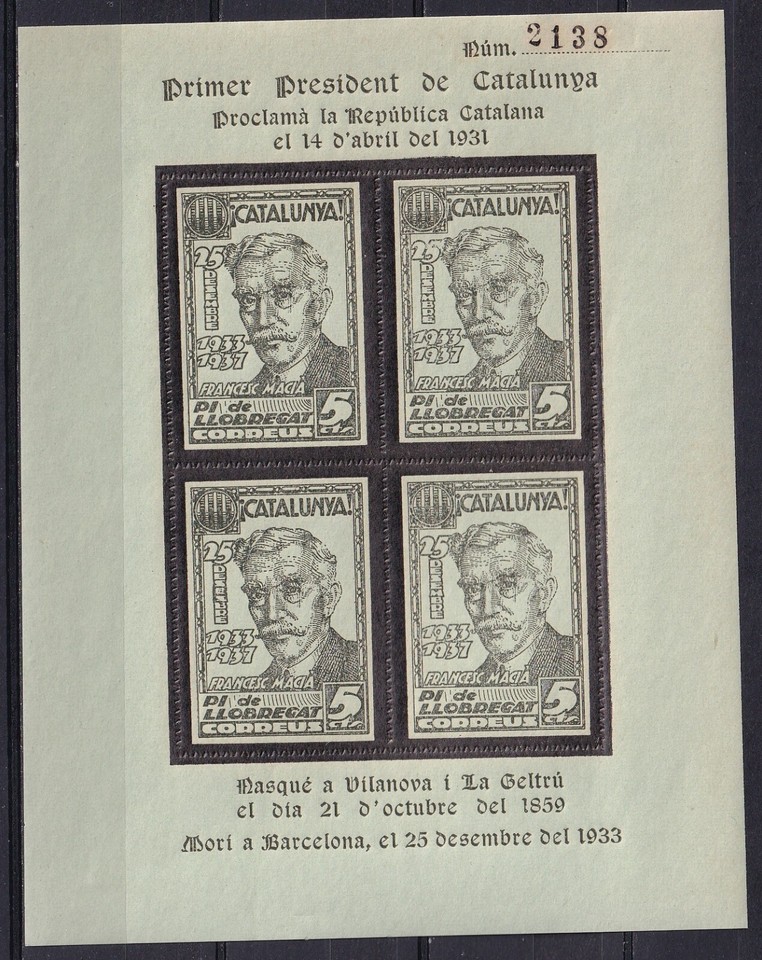 Núm. 2138
Primer President de Catalunya
Proclamà la República Catalana
el 14 d'abril del 1931
¡CATALUNYA!
25
DESEMBRE
1933-
1937
FRANCESC MACIÀ
PI de
LLOBREGAT
5 cts.
CORREUS
¡CATALUNYA!
25
DESEMBRE
1933-
1937
FRANCESC MACIÀ
PI de
LLOBREGAT
5 cts.
CORREUS
¡CATALUNYA!
25
DESEMBRE
1933-
1937
FRANCESC MACIÀ
PI de
LLOBREGAT
5 cts.
CORREUS
¡CATALUNYA!
25
DESEMBRE
1933-
1937
FRANCESC MACIÀ
PI de
LLOBREGAT
5 cts.
CORREUS
Nasqué a Vilanova i La Geltrú
el dia 21 d'octubre del 1859
Morí a Barcelona, el 25 desembre del 1933